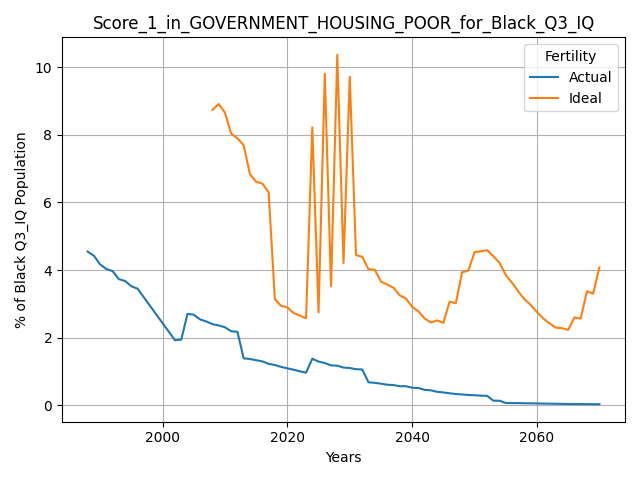 Score_1_in_GOVERNMENT_HOUSING_POOR_for_Black_Q3_IQ
Fertility
Actual
Ideal
% of Black Q3_IQ Population
10
8
6
4
2
0
2000
2020
2040
2060
Years